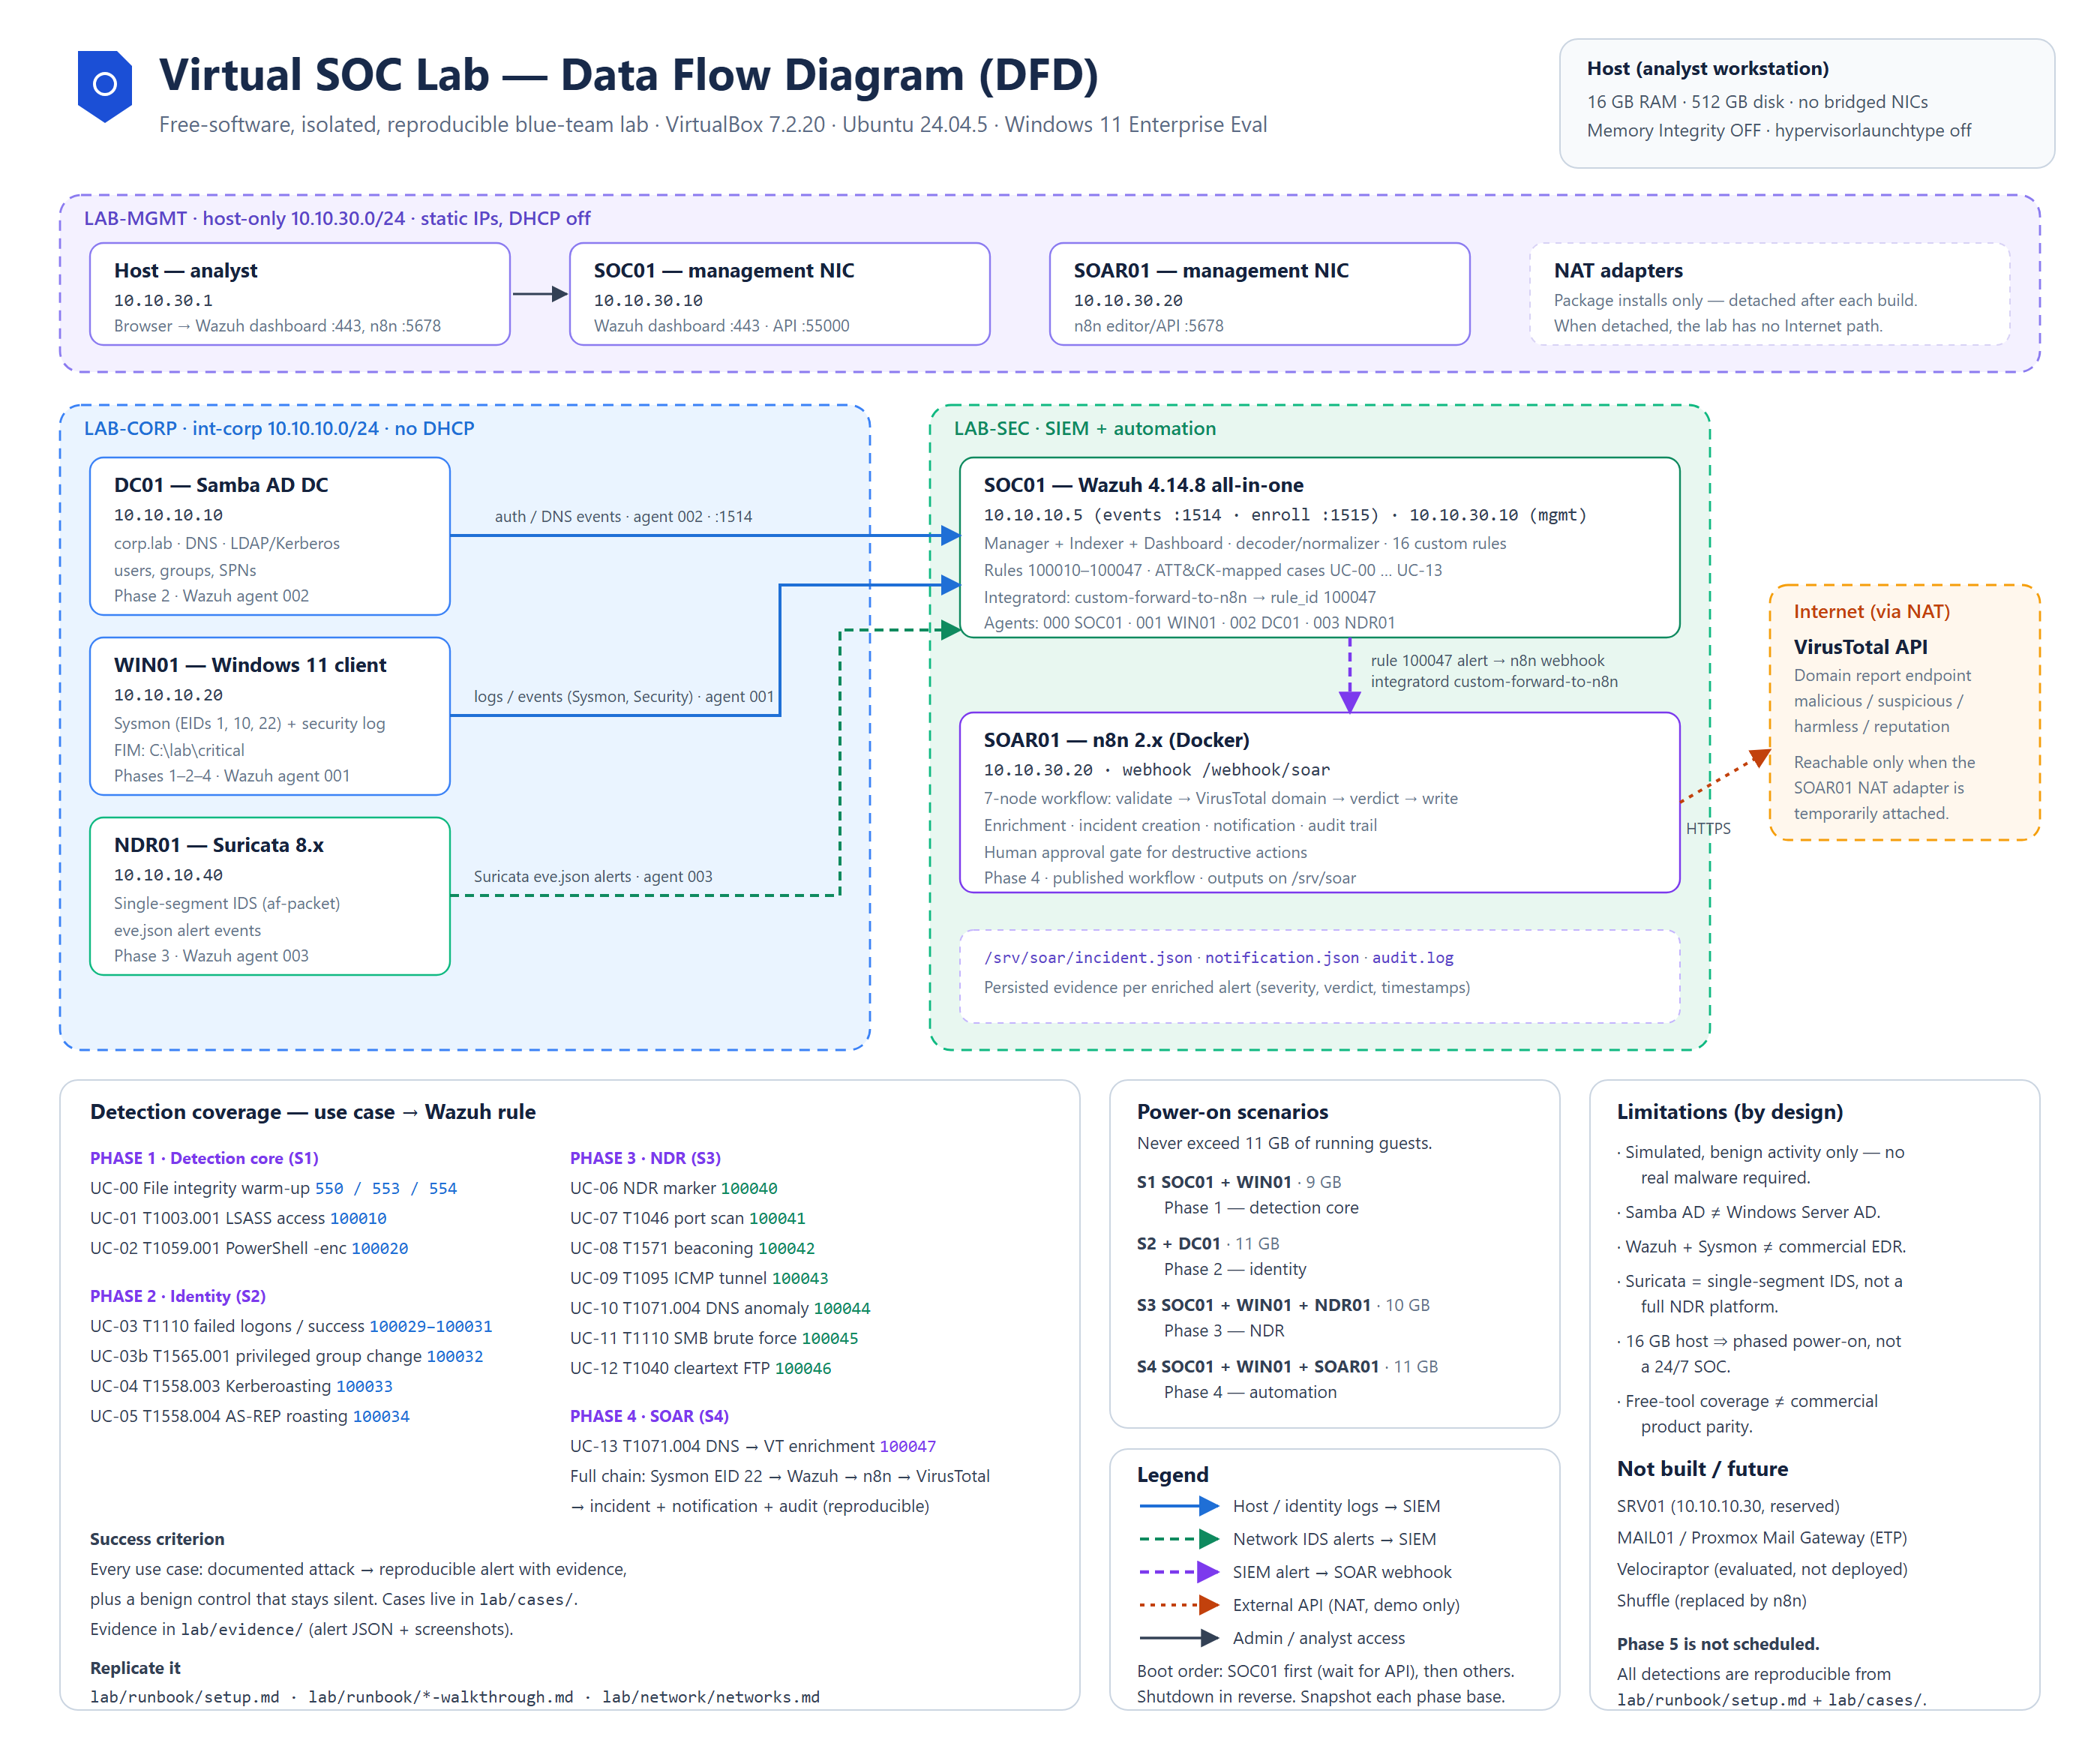 Virtual SOC Lab — Data Flow Diagram (DFD)
Free-software, isolated, reproducible blue-team lab · VirtualBox 7.2.20 · Ubuntu 24.04.5 · Windows 11 Enterprise Eval
Host (analyst workstation)
16 GB RAM · 512 GB disk · no bridged NICs
Memory Integrity OFF · hypervisorlaunchtype off
LAB-MGMT · host-only 10.10.30.0/24 · static IPs, DHCP off
Host — analyst
10.10.30.1
Browser → Wazuh dashboard :443, n8n :5678
SOC01 — management NIC
10.10.30.10
Wazuh dashboard :443 · API :55000
SOAR01 — management NIC
10.10.30.20
n8n editor/API :5678
NAT adapters
Package installs only — detached after each build.
When detached, the lab has no Internet path.
LAB-CORP · int-corp 10.10.10.0/24 · no DHCP
DC01 — Samba AD DC
10.10.10.10
corp.lab · DNS · LDAP/Kerberos
users, groups, SPNs
Phase 2 · Wazuh agent 002
auth / DNS events · agent 002 · :1514
WIN01 — Windows 11 client
10.10.10.20
Sysmon (EIDs 1, 10, 22) + security log
FIM: C:\lab\critical
Phases 1–2–4 · Wazuh agent 001
logs / events (Sysmon, Security) · agent 001
NDR01 — Suricata 8.x
10.10.10.40
Single-segment IDS (af-packet)
eve.json alert events
Phase 3 · Wazuh agent 003
Suricata eve.json alerts · agent 003
LAB-SEC · SIEM + automation
SOC01 — Wazuh 4.14.8 all-in-one
10.10.10.5 (events :1514 · enroll :1515) · 10.10.30.10 (mgmt)
Manager + Indexer + Dashboard · decoder/normalizer · 16 custom rules
Rules 100010–100047 · ATT&CK-mapped cases UC-00 … UC-13
Integratord: custom-forward-to-n8n → rule_id 100047
Agents: 000 SOC01 · 001 WIN01 · 002 DC01 · 003 NDR01
rule 100047 alert → n8n webhook
integratord custom-forward-to-n8n
SOAR01 — n8n 2.x (Docker)
10.10.30.20 · webhook /webhook/soar
7-node workflow: validate → VirusTotal domain → verdict → write
Enrichment · incident creation · notification · audit trail
Human approval gate for destructive actions
Phase 4 · published workflow · outputs on /srv/soar
HTTPS
/srv/soar/incident.json · notification.json · audit.log
Persisted evidence per enriched alert (severity, verdict, timestamps)
Internet (via NAT)
VirusTotal API
Domain report endpoint
malicious / suspicious /
harmless / reputation
Reachable only when the
SOAR01 NAT adapter is
temporarily attached.
Detection coverage — use case → Wazuh rule
PHASE 1 · Detection core (S1)
UC-00 File integrity warm-up 550 / 553 / 554
UC-01 T1003.001 LSASS access 100010
UC-02 T1059.001 PowerShell -enc 100020
PHASE 2 · Identity (S2)
UC-03 T1110 failed logons / success 100029–100031
UC-03b T1565.001 privileged group change 100032
UC-04 T1558.003 Kerberoasting 100033
UC-05 T1558.004 AS-REP roasting 100034
PHASE 3 · NDR (S3)
UC-06 NDR marker 100040
UC-07 T1046 port scan 100041
UC-08 T1571 beaconing 100042
UC-09 T1095 ICMP tunnel 100043
UC-10 T1071.004 DNS anomaly 100044
UC-11 T1110 SMB brute force 100045
UC-12 T1040 cleartext FTP 100046
PHASE 4 · SOAR (S4)
UC-13 T1071.004 DNS → VT enrichment 100047
Full chain: Sysmon EID 22 → Wazuh → n8n → VirusTotal
→ incident + notification + audit (reproducible)
Success criterion
Every use case: documented attack → reproducible alert with evidence,
plus a benign control that stays silent. Cases live in lab/cases/.
Evidence in lab/evidence/ (alert JSON + screenshots).
Replicate it
lab/runbook/setup.md · lab/runbook/*-walkthrough.md · lab/network/networks.md
Power-on scenarios
Never exceed 11 GB of running guests.
S1 SOC01 + WIN01 · 9 GB
Phase 1 — detection core
S2 + DC01 · 11 GB
Phase 2 — identity
S3 SOC01 + WIN01 + NDR01 · 10 GB
Phase 3 — NDR
S4 SOC01 + WIN01 + SOAR01 · 11 GB
Phase 4 — automation
Legend
Host / identity logs → SIEM
Network IDS alerts → SIEM
SIEM alert → SOAR webhook
External API (NAT, demo only)
Admin / analyst access
Boot order: SOC01 first (wait for API), then others.
Shutdown in reverse. Snapshot each phase base.
Limitations (by design)
· Simulated, benign activity only — no
real malware required.
· Samba AD ≠ Windows Server AD.
· Wazuh + Sysmon ≠ commercial EDR.
· Suricata = single-segment IDS, not a
full NDR platform.
· 16 GB host ⇒ phased power-on, not
a 24/7 SOC.
· Free-tool coverage ≠ commercial
product parity.
Not built / future
SRV01 (10.10.10.30, reserved)
MAIL01 / Proxmox Mail Gateway (ETP)
Velociraptor (evaluated, not deployed)
Shuffle (replaced by n8n)
Phase 5 is not scheduled.
All detections are reproducible from
lab/runbook/setup.md + lab/cases/.